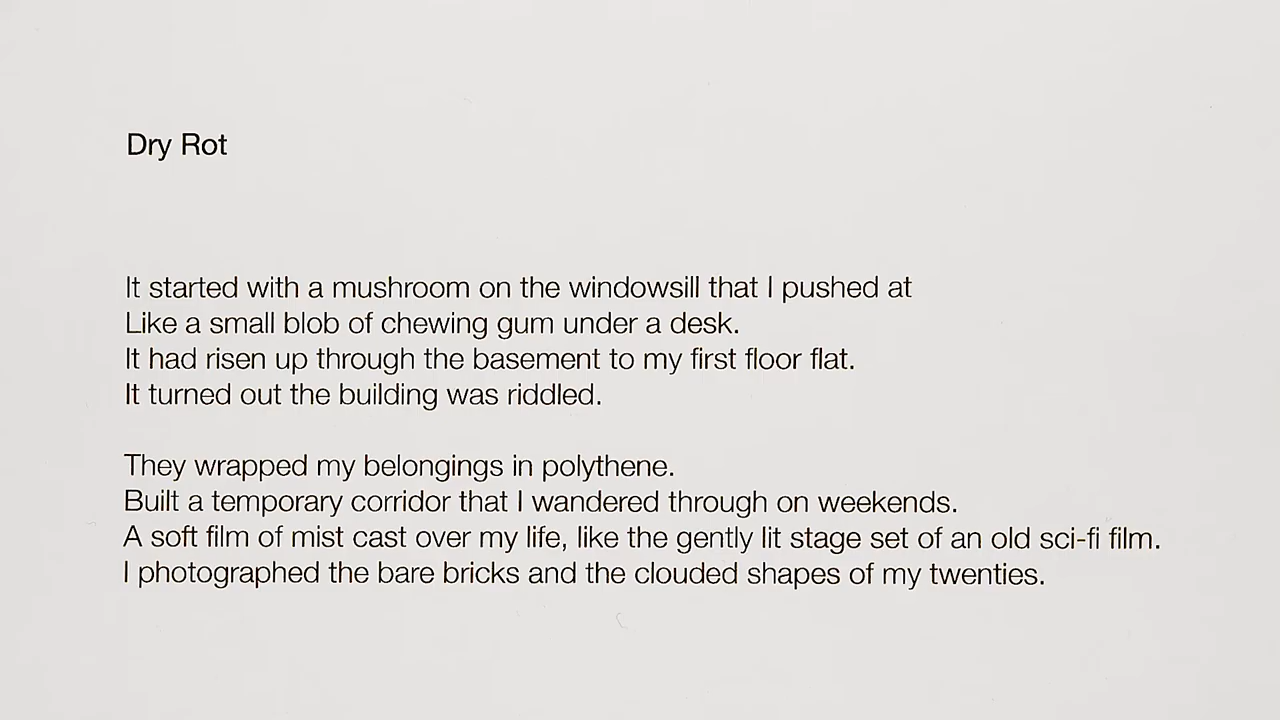 Dry Rot
It started with a mushroom on the windowsill that I pushed at
Like a small blob of chewing gum under a desk.
It had risen up through the basement to my first floor flat.
It turned out the building was riddled.
They wrapped my belongings in polythene.
Built a temporary corridor that I wandered through on weekends.
A soft film of mist cast over my life, like the gently lit stage set of an old sci-fi film.
I photographed the bare bricks and the clouded shapes of my twenties.